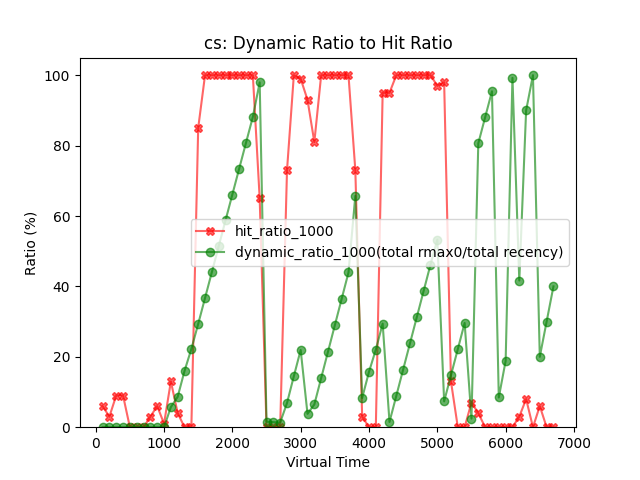 cs: Dynamic Ratio to Hit Ratio
Ratio (%)
100
80
60
40
20
0
hit_ratio_1000
dynamic_ratio_1000(total rmax0/total recency)
0 1000 2000 3000 4000 5000 6000 7000
Virtual Time